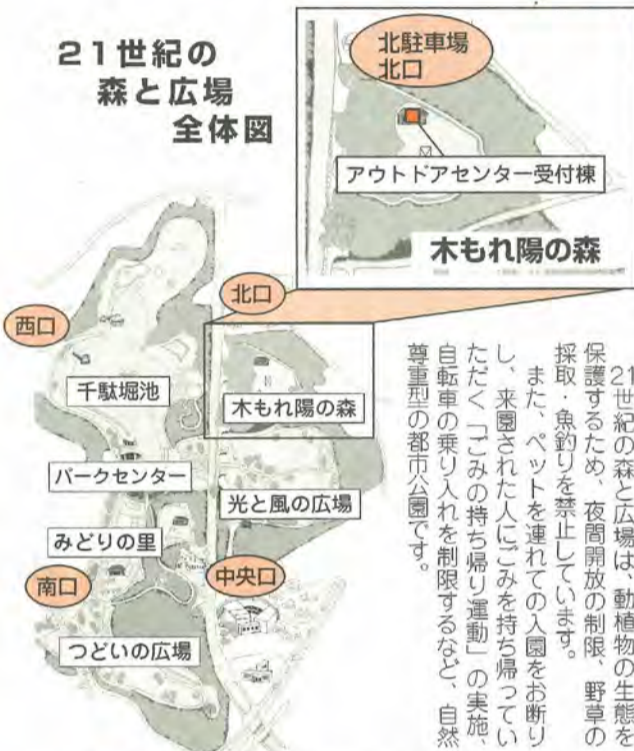 21世紀の
森と広場
全体図
北駐車場
北口
アウトドアセンター受付棟
木もれ陽の森
北口
西口
千駄堀池
木もれ陽の森
パークセンター
光と風の広場
みどりの里
南口
中央口
つどいの広場
21世紀の森と広場は、動植物の生態を
保護するため、夜間開放の制限、野草の
採取・魚釣りを禁止しています。
また、ペットを連れての入園をお断り
し、来園された人にごみを持ち帰ってい
ただく「ごみの持ち帰り運動」の実施、
自転車の乗り入れを制限するなど、自然
尊重型の都市公園です。